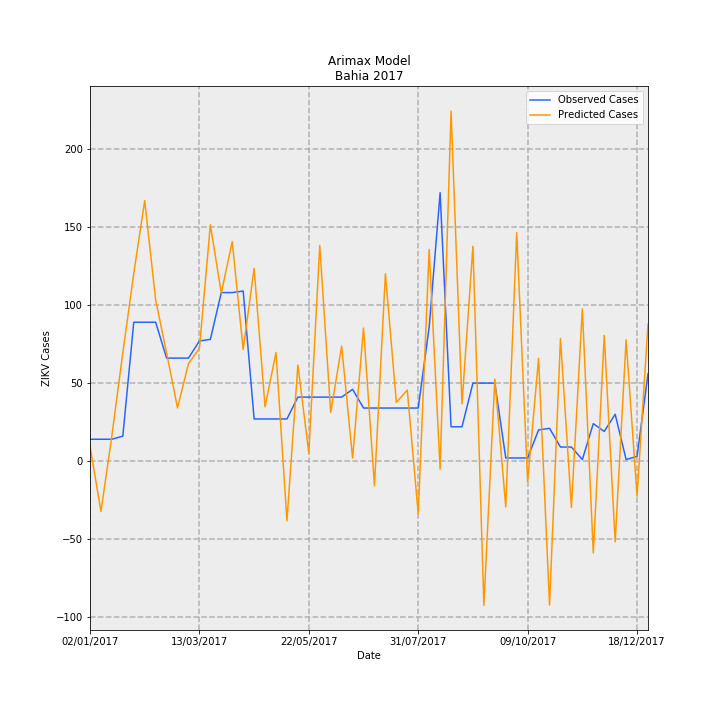 Arimax Model
Bahia 2017
Observed Cases
Predicted Cases
200
150
100
50
0
−50
−100
ZIKV Cases
02/01/2017 13/03/2017 22/05/2017 31/07/2017 09/10/2017 18/12/2017
Date